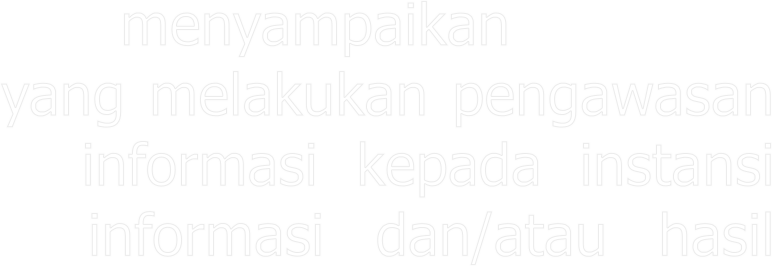 menyampaikan
yang melakukan pengawasan
informasi kepada instansi
informasi dan/atau hasil